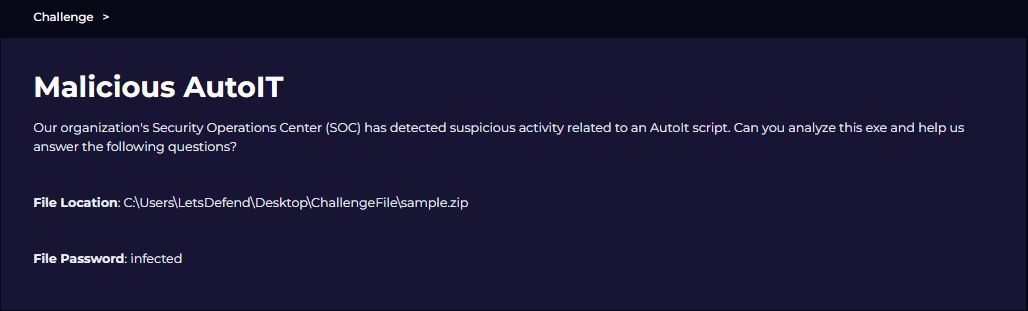 Challenge >
Malicious AutoIT
Our organization's Security Operations Center (SOC) has detected suspicious activity related to an AutoIt script. Can you analyze this exe and help us
answer the following questions?
File Location: C:\Users\LetsDefend\Desktop\ChallengeFile\sample.zip
File Password: infected